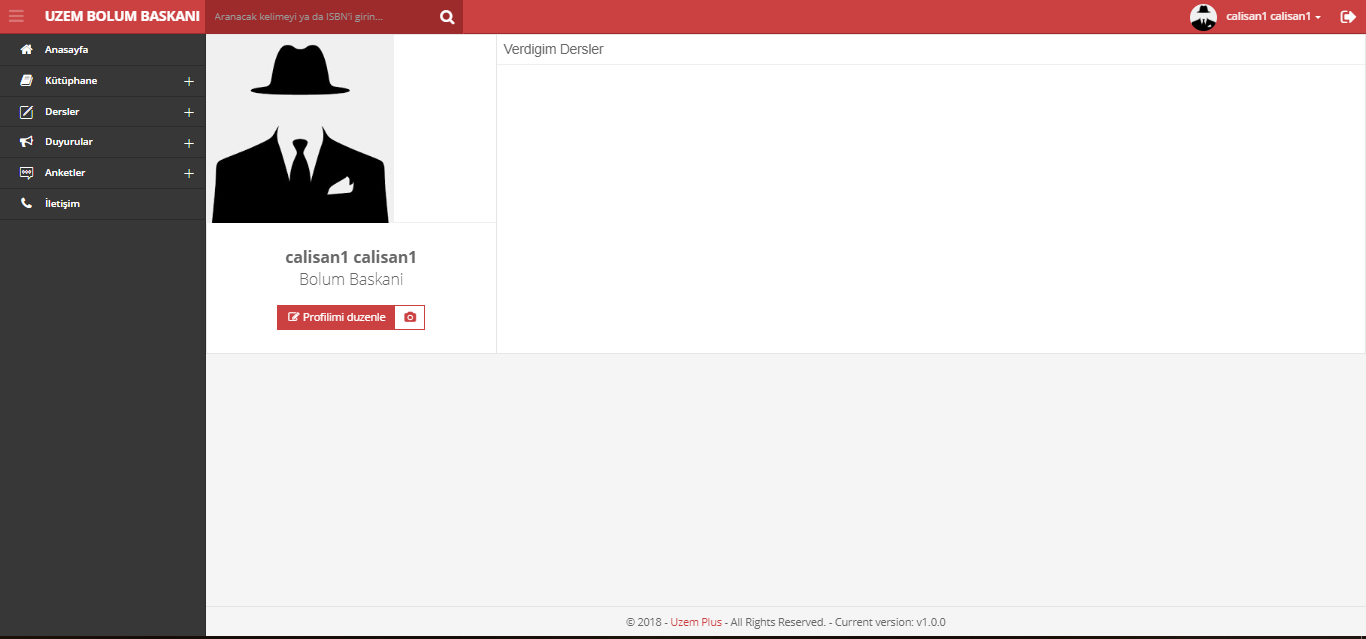 UZEM BOLUM BASKANI
Aranacak kelimeyi ya da ISBN'i girin...
calisan1 calisan1
Anasayfa
Kütüphane
Dersler
Duyurular
Anketler
İletişim
Verdigim Dersler
calisan1 calisan1
Bolum Baskani
Profilimi duzenle
© 2018 - Uzem Plus - All Rights Reserved. - Current version: v1.0.0